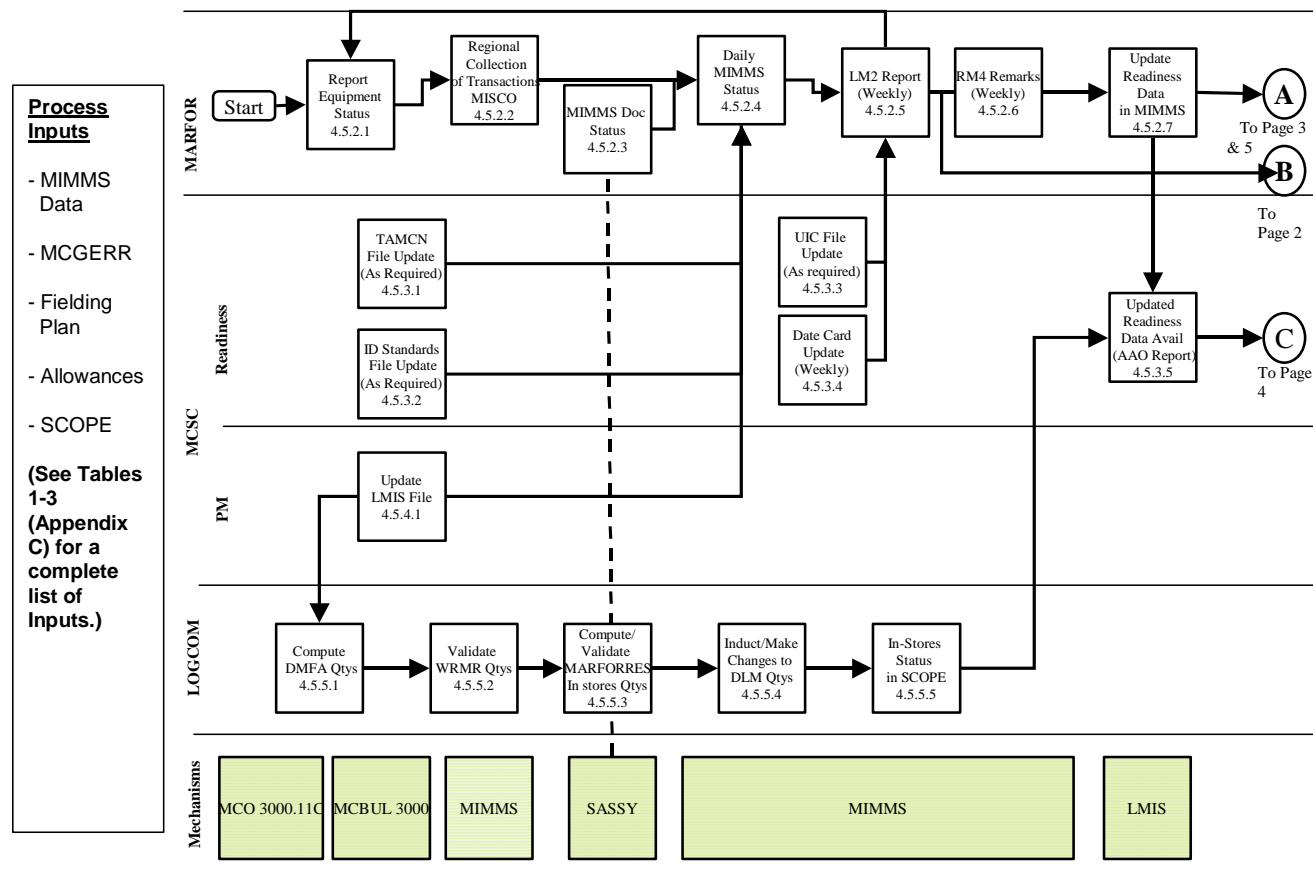 Process
Inputs
- MIMMS
Data
- MCGERR
- Fielding
Plan
- Allowances
- SCOPE
(See Tables
1-3
(Appendix
C) for a
complete
list of
Inputs.)
MARFOR
Start
Report
Equipment
Status
4.5.2.1
Regional
Collection
of Transactions
MISCO
4.5.2.2
MIMMS Doc
Status
4.5.2.3
Daily
MIMMS
Status
4.5.2.4
LM2 Report
(Weekly)
4.5.2.5
RM4 Remarks
(Weekly)
4.5.2.6
Update
Readiness
Data
in MIMMS
4.5.2.7
A
To Page 3
& 5
B
To
Page 2
MCSC
Readiness
TAMCN
File Update
(As Required)
4.5.3.1
ID Standards
File Update
(As Required)
4.5.3.2
UIC File
Update
(As required)
4.5.3.3
Date Card
Update
(Weekly)
4.5.3.4
Updated
Readiness
Data Avail
(AAO Report)
4.5.3.5
C
To Page
4
PM
Update
LMIS File
4.5.4.1
LOGCOM
Compute
DMFA Qtys
4.5.5.1
Validate
WRMR Qtys
4.5.5.2
Compute/
Validate
MARFORRES
In stores Qtys
4.5.5.3
Induct/Make
Changes to
DLM Qtys
4.5.5.4
In-Stores
Status
in SCOPE
4.5.5.5
Mechanisms
MCO 3000.11C
MCBUL 3000
MIMMS
SASSY
MIMMS
LMIS